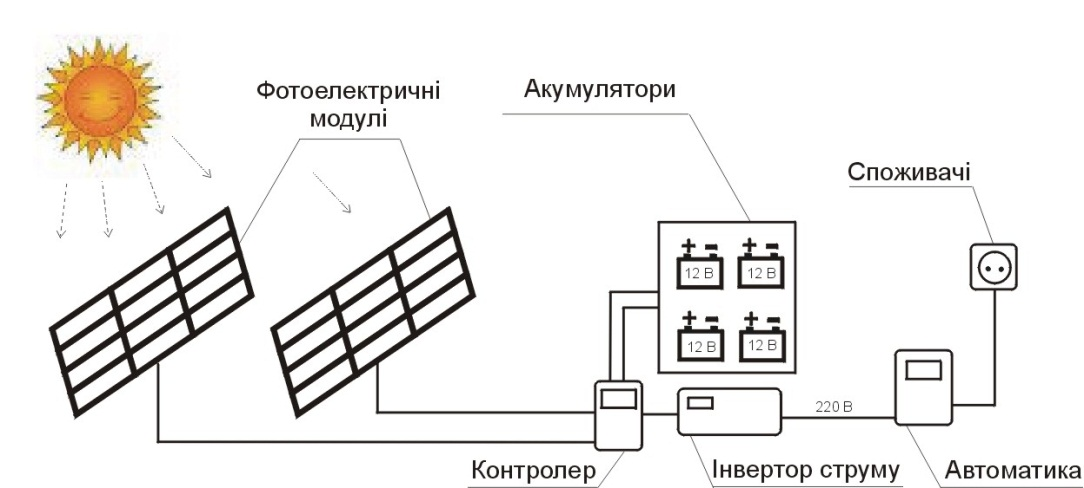 Фотоелектричні
модулі
Акумулятори
Споживачі
+ - + -
12 В 12 В
+ - + -
12 В 12 В
220 В
Контролер
Інвертор струму
Автоматика